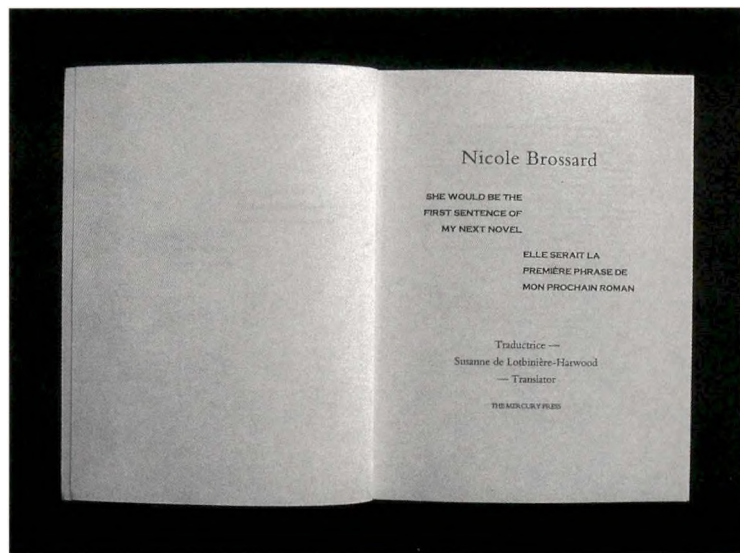 Nicole Brossard
SHE WOULD BE THE
FIRST SENTENCE OF
MY NEXT NOVEL
ELLE SERAIT LA
PREMIÈRE PHRASE DE
MON PROCHAIN ROMAN
Traductrice —
Susanne de Lotbinière-Harwood
— Translator
THE MERCURY PRESS